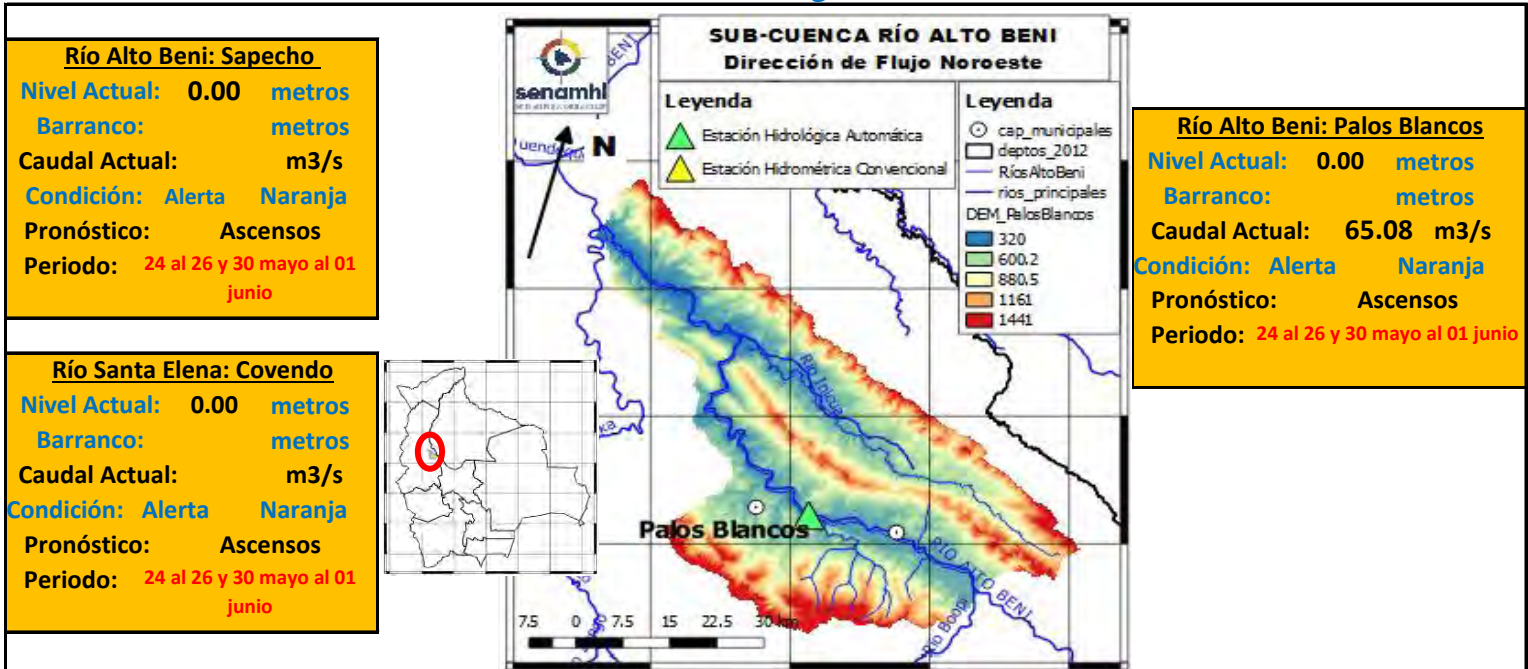 Río Alto Beni: Sapecho
Nivel Actual: 0.00 metros
Barranco: metros
Caudal Actual: m3/s
Condición: Alerta Naranja
Pronóstico: Ascensos
Periodo: 24 al 26 y 30 mayo al 01
junio
Río Santa Elena: Covendo
Nivel Actual: 0.00 metros
Barranco: metros
Caudal Actual: m3/s
Condición: Alerta Naranja
Pronóstico: Ascensos
Periodo: 24 al 26 y 30 mayo al 01
junio
senamhi
BENI
SUB-CUENCA RÍO ALTO BENI
Dirección de Flujo Noroeste
Leyenda
Estación Hidrológica Automática
Estación Hidrométrica Convencional
Leyenda
cap_municipales
deptos_2012
RíosAltoBeni
rios_principales
DEM_PalosBlancos
320
600.2
880.5
1161
1441
N
Río Inicua
Palos Blancos
RIO ALTO BENI
Rio Boopi
7.5 0 7.5 15 22.5 30 km
Río Alto Beni: Palos Blancos
Nivel Actual: 0.00 metros
Barranco: metros
Caudal Actual: 65.08 m3/s
Condición: Alerta Naranja
Pronóstico: Ascensos
Periodo: 24 al 26 y 30 mayo al 01 junio